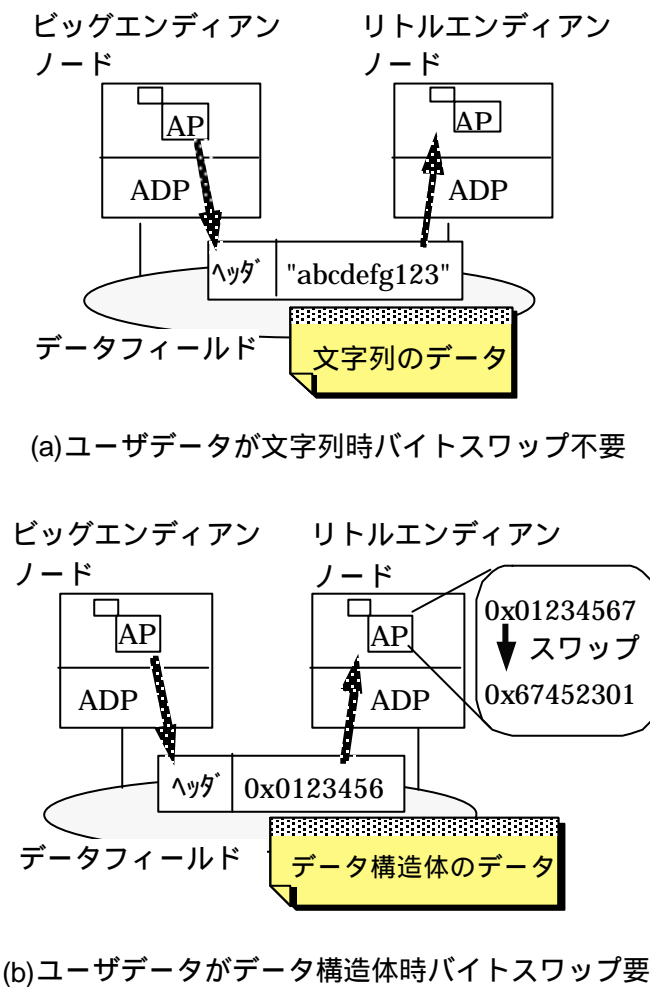 ビッグエンディアン
ノード
リトルエンディアン
ノード
AP
AP
ADP
ADP
ﾍｯﾀﾞ
"abcdefg123"
データフィールド
文字列のデータ
(a)ユーザデータが文字列時バイトスワップ不要
ビッグエンディアン
ノード
リトルエンディアン
ノード
AP
AP
0x01234567
スワップ
0x67452301
ADP
ADP
ﾍｯﾀﾞ
0x0123456
データフィールド
データ構造体のデータ
(b)ユーザデータがデータ構造体時バイトスワップ要